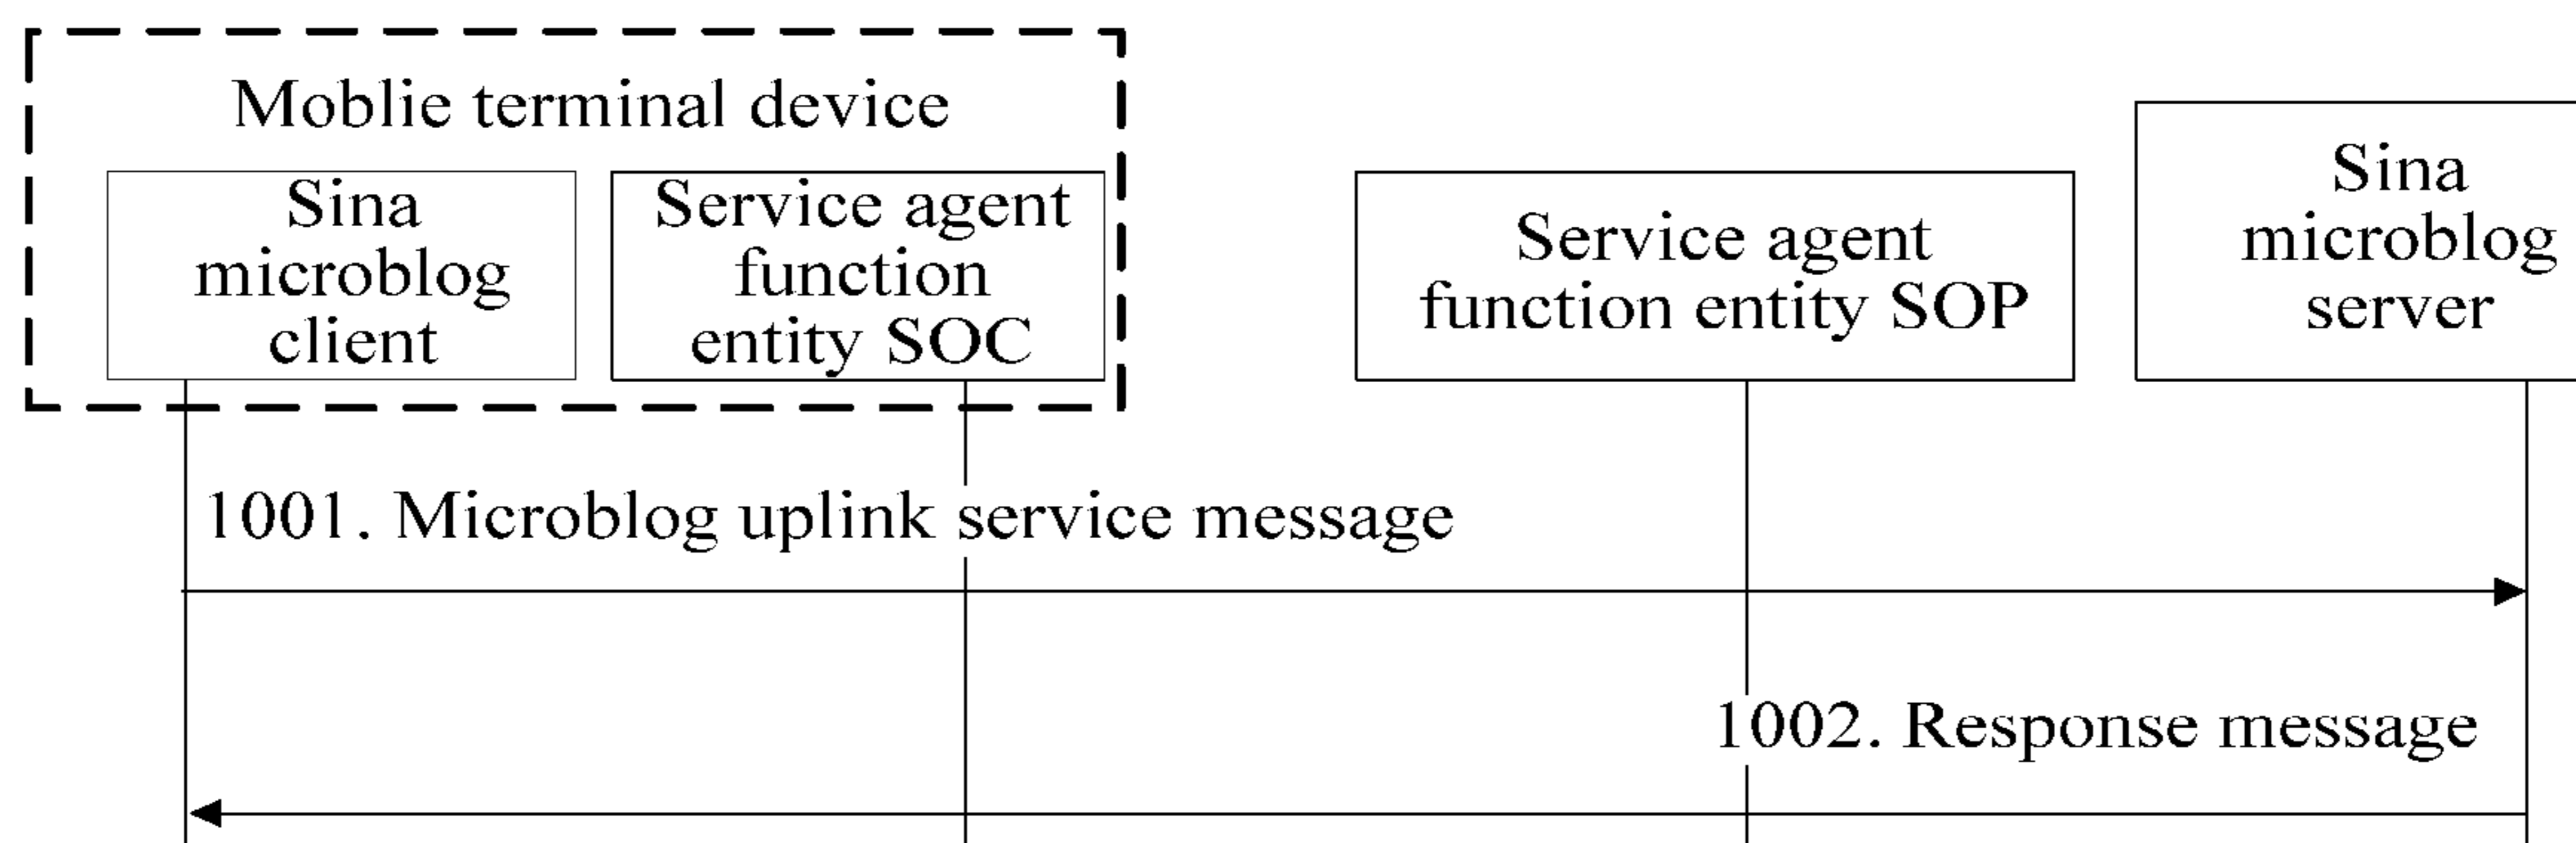 Moblie terminal device
Sina
microblog
client
Service agent
function
entity SOC
Service agent
function entity SOP
Sina
microblog
server
1001. Microblog uplink service message
1002. Response message